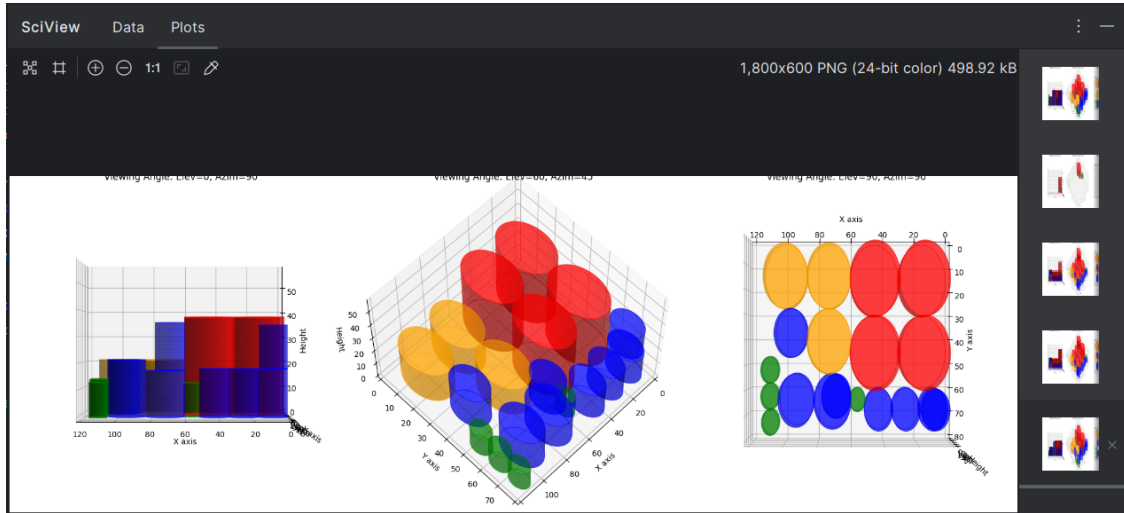 SciView Data Plots
1:1
1,800x600 PNG (24-bit color) 498.92 kB
Viewing Angle: Elev=0, Azim=90
Viewing Angle: Elev=60, Azim=45
Viewing Angle: Elev=90, Azim=90
50
40
30
20
10
0
Height
120 100 80 60 40 20 0
X axis
50
40
30
20
10
0
Height
0
10
20
30
40
50
60
70
Y axis
0
20
40
60
80
100
X axis
X axis
120 100 80 60 40 20 0
0
10
20
30
40
50
60
70
80
Y axis
Height